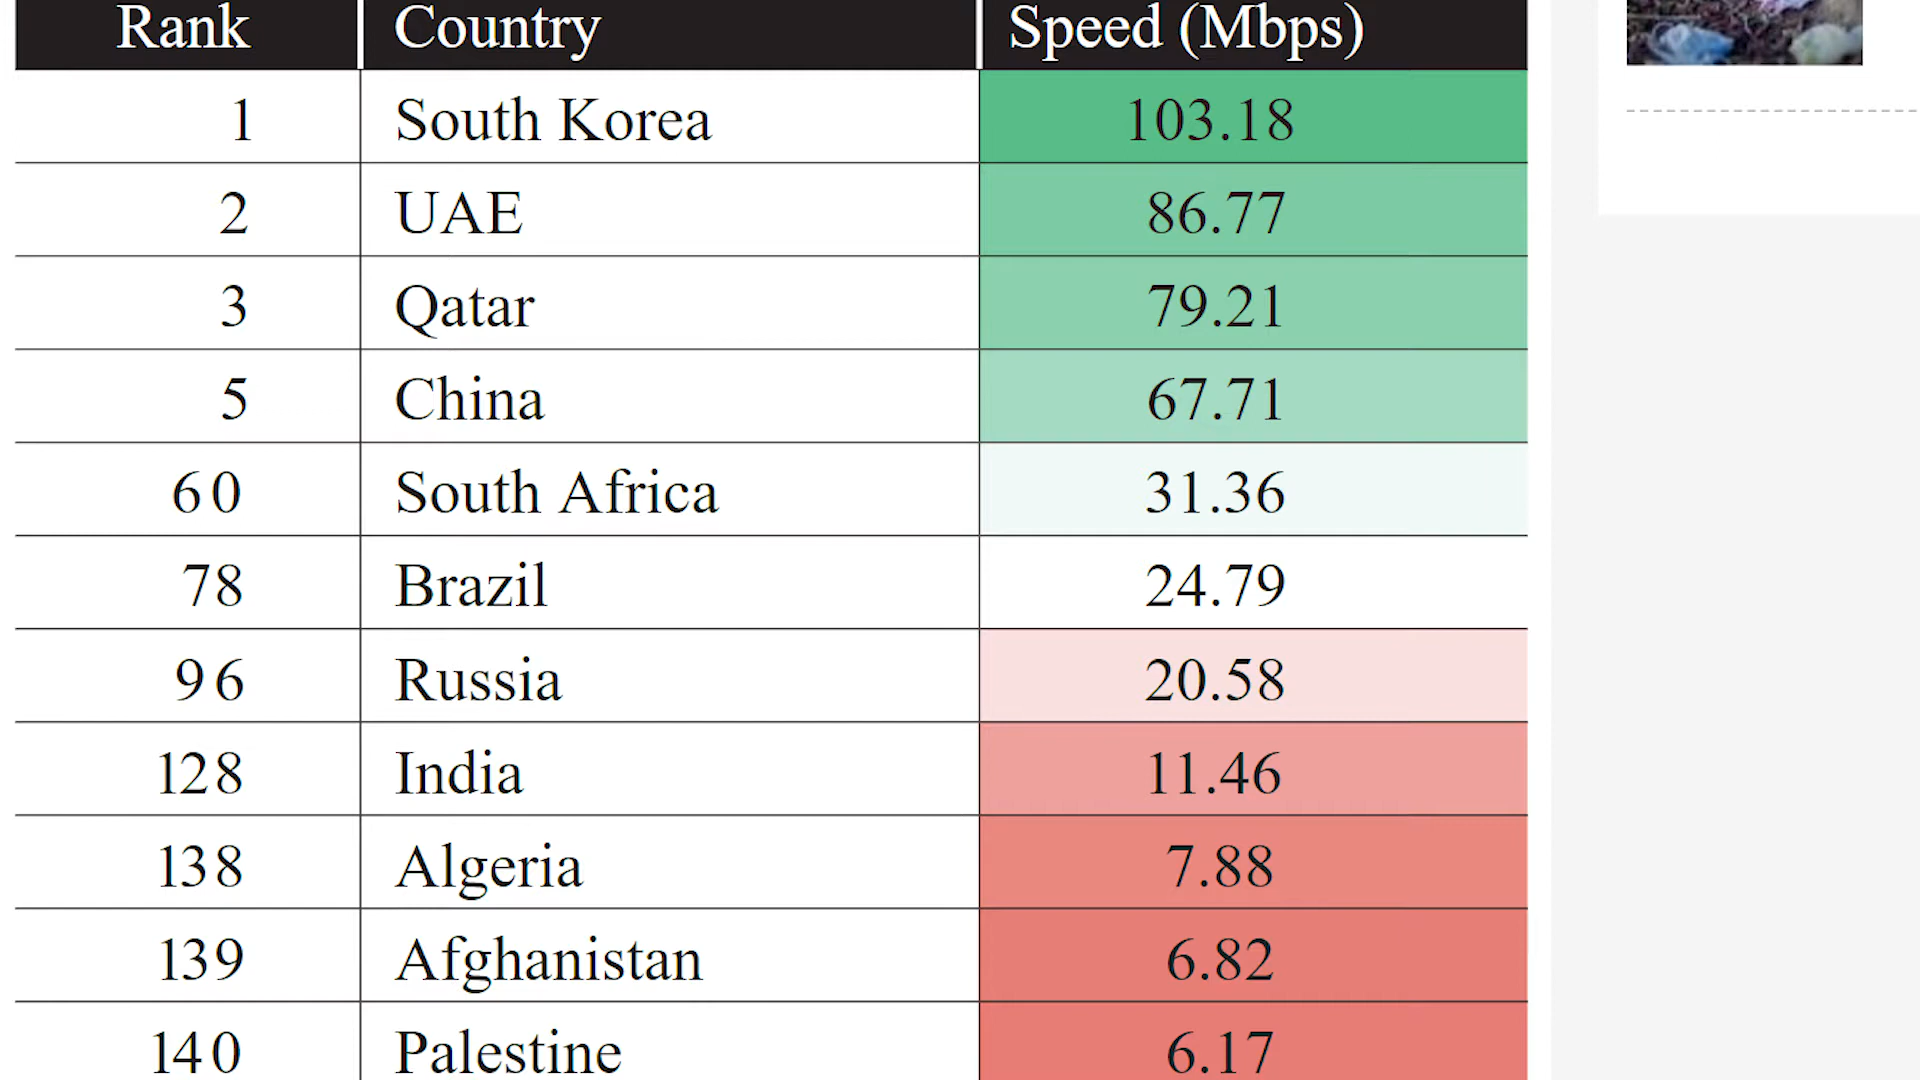 Rank Country Speed (Mbps)
1 South Korea 103.18
2 UAE 86.77
3 Qatar 79.21
5 China 67.71
60 South Africa 31.36
78 Brazil 24.79
96 Russia 20.58
128 India 11.46
138 Algeria 7.88
139 Afghanistan 6.82
140 Palestine 6.17